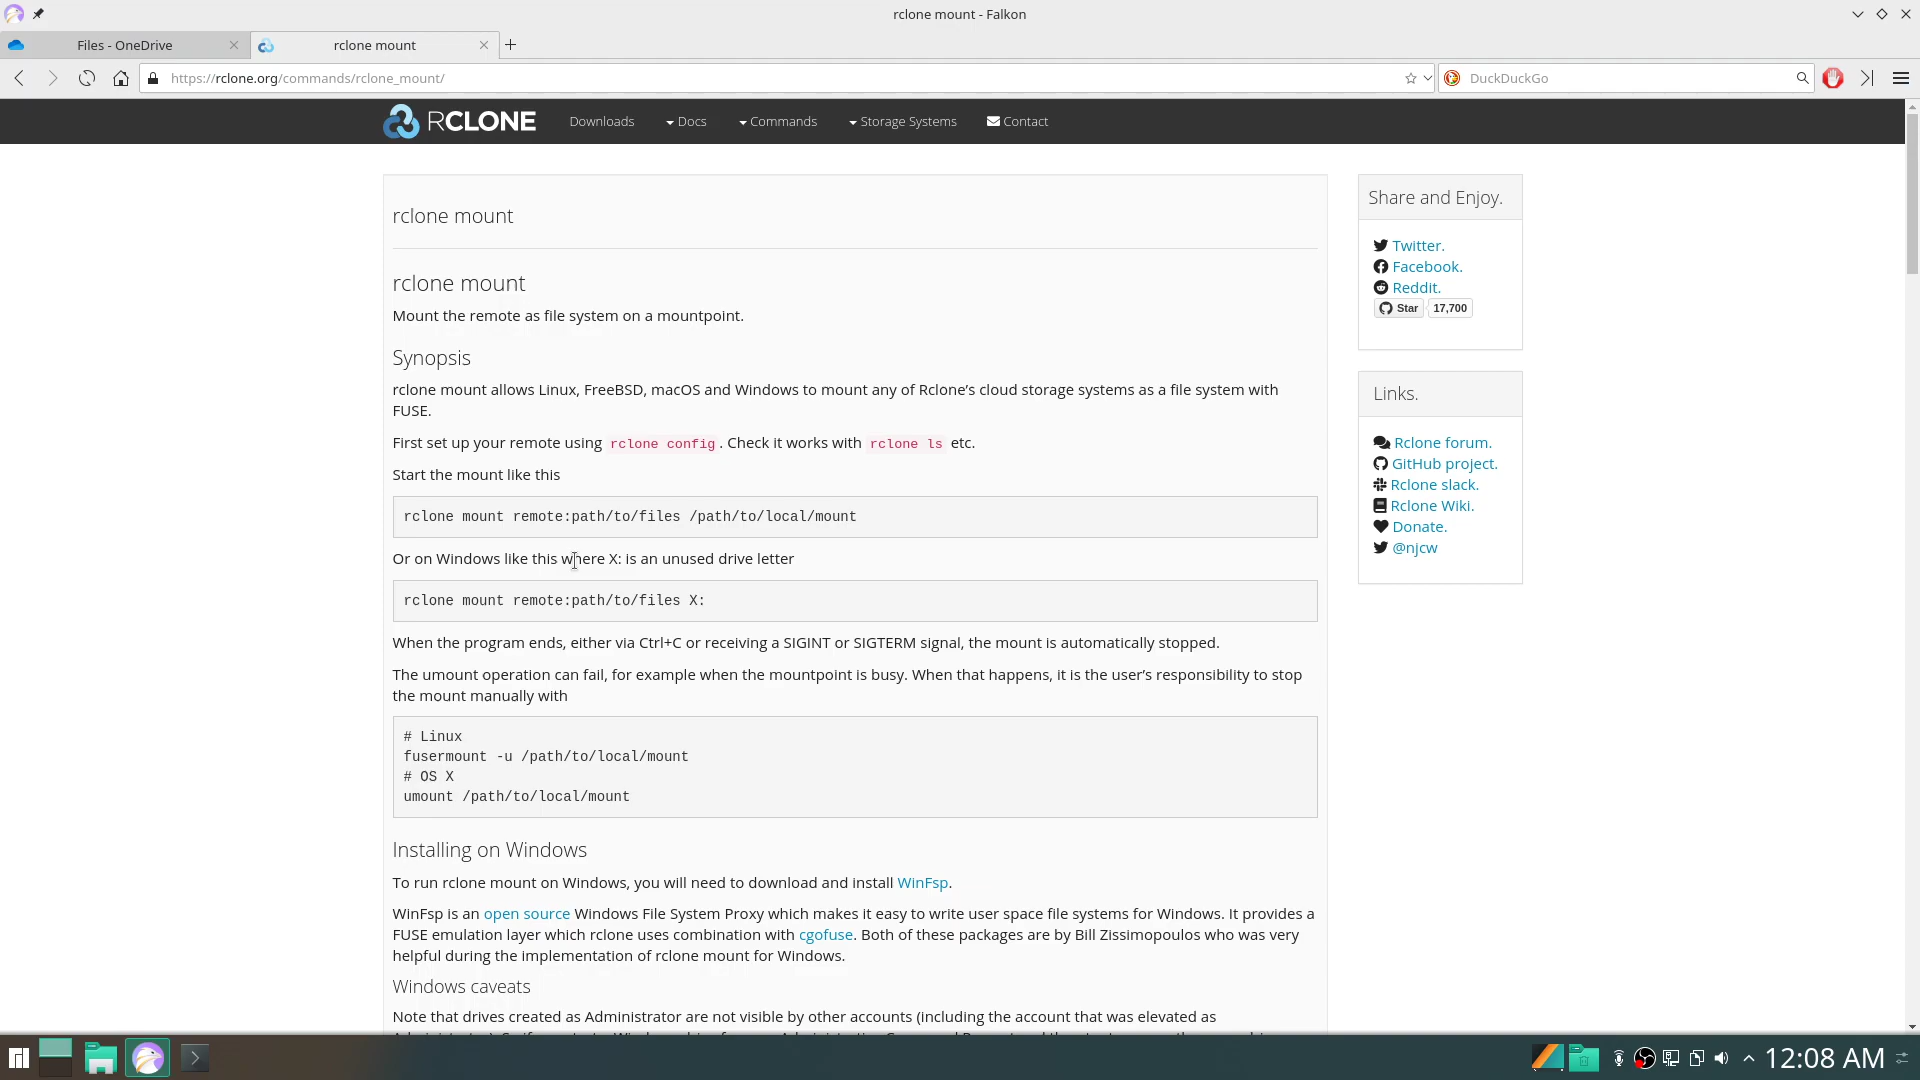 rclone mount - Falkon
Files - OneDrive
rclone mount
https://rclone.org/commands/rclone_mount/
DuckDuckGo
RCLONE
Downloads
Docs
Commands
Storage Systems
Contact
rclone mount
rclone mount
Mount the remote as file system on a mountpoint.
Synopsis
rclone mount allows Linux, FreeBSD, macOS and Windows to mount any of Rclone’s cloud storage systems as a file system with
FUSE.
First set up your remote using rclone config. Check it works with rclone ls etc.
Start the mount like this
rclone mount remote:path/to/files /path/to/local/mount
Or on Windows like this where X: is an unused drive letter
rclone mount remote:path/to/files X:
When the program ends, either via Ctrl+C or receiving a SIGINT or SIGTERM signal, the mount is automatically stopped.
The umount operation can fail, for example when the mountpoint is busy. When that happens, it is the user’s responsibility to stop
the mount manually with
# Linux
fusermount -u /path/to/local/mount
# OS X
umount /path/to/local/mount
Installing on Windows
To run rclone mount on Windows, you will need to download and install WinFsp.
WinFsp is an open source Windows File System Proxy which makes it easy to write user space file systems for Windows. It provides a
FUSE emulation layer which rclone uses combination with cgofuse. Both of these packages are by Bill Zissimopoulos who was very
helpful during the implementation of rclone mount for Windows.
Windows caveats
Note that drives created as Administrator are not visible by other accounts (including the account that was elevated as
Share and Enjoy.
Twitter.
Facebook.
Reddit.
Star 17,700
Links.
Rclone forum.
GitHub project.
Rclone slack.
Rclone Wiki.
Donate.
@njcw
12:08 AM